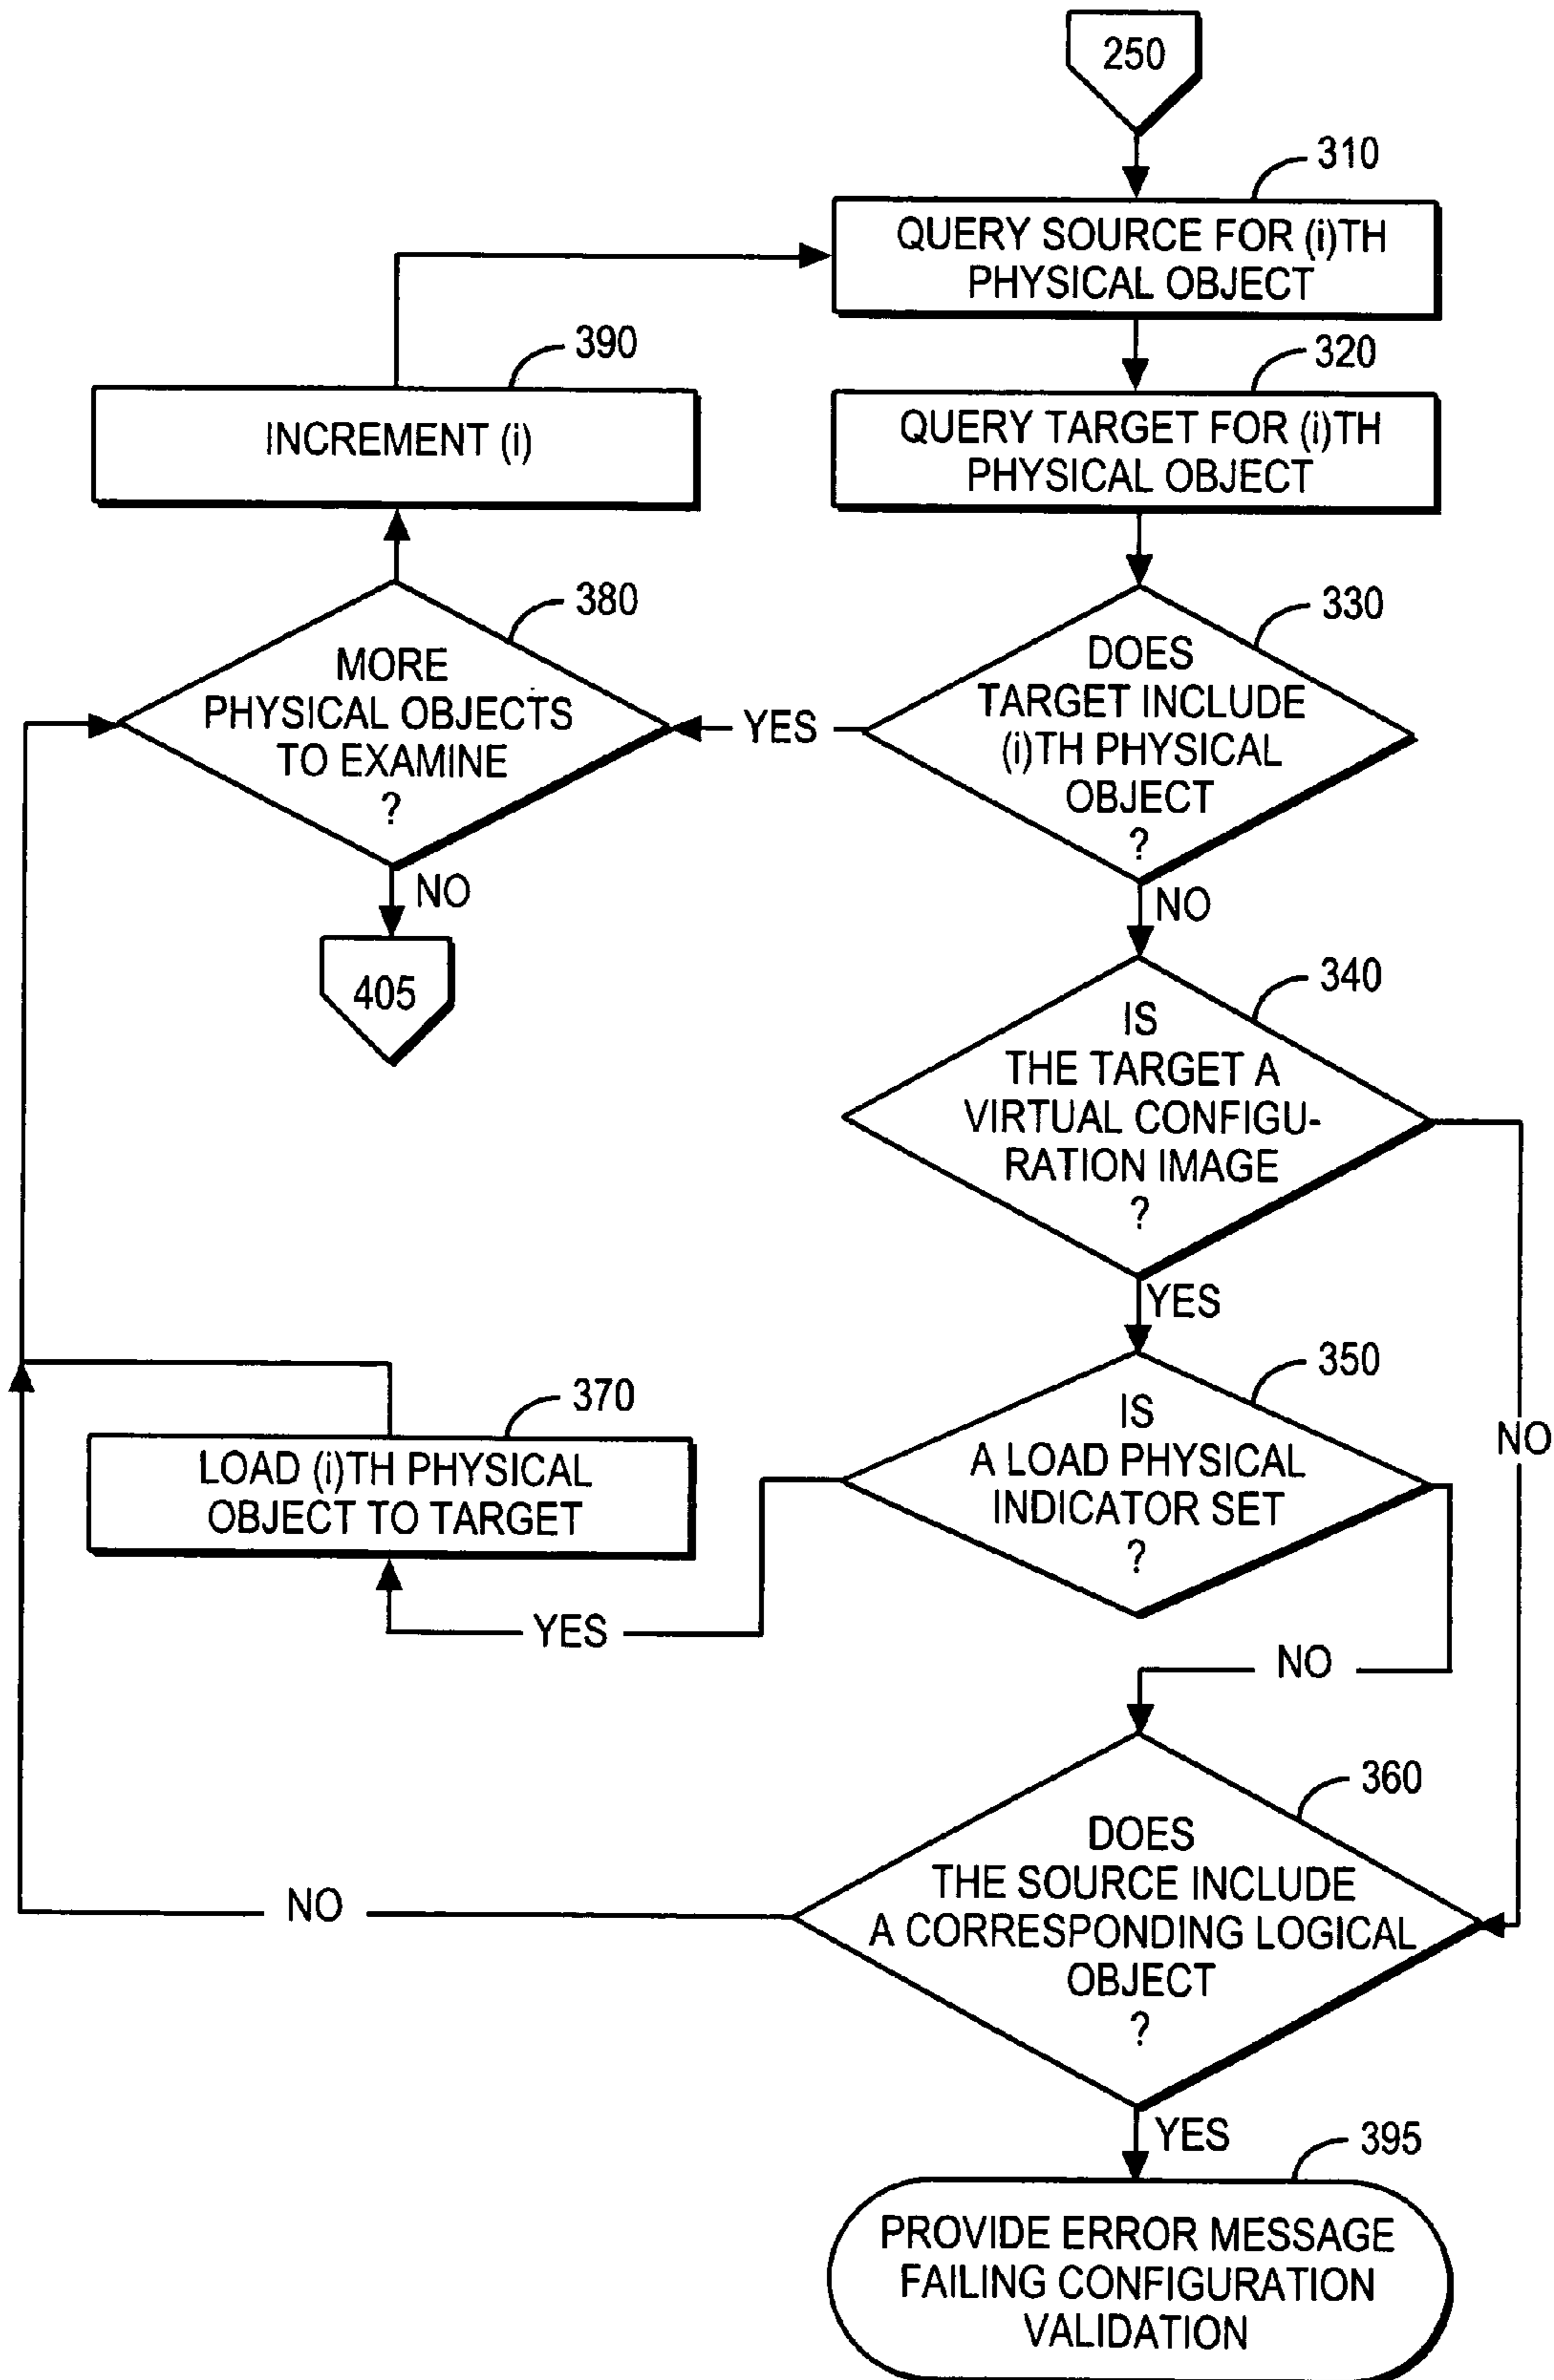 250
310
QUERY SOURCE FOR (i)TH
PHYSICAL OBJECT
390
320
INCREMENT (i)
QUERY TARGET FOR (i)TH
PHYSICAL OBJECT
380
330
MORE
PHYSICAL OBJECTS
TO EXAMINE
?
YES
DOES
TARGET INCLUDE
(i)TH PHYSICAL
OBJECT
?
NO
NO
405
340
IS
THE TARGET A
VIRTUAL CONFIGU-
RATION IMAGE
?
YES
NO
350
370
IS
A LOAD PHYSICAL
INDICATOR SET
?
LOAD (i)TH PHYSICAL
OBJECT TO TARGET
YES
NO
360
DOES
THE SOURCE INCLUDE
A CORRESPONDING LOGICAL
OBJECT
?
NO
YES
395
PROVIDE ERROR MESSAGE
FAILING CONFIGURATION
VALIDATION